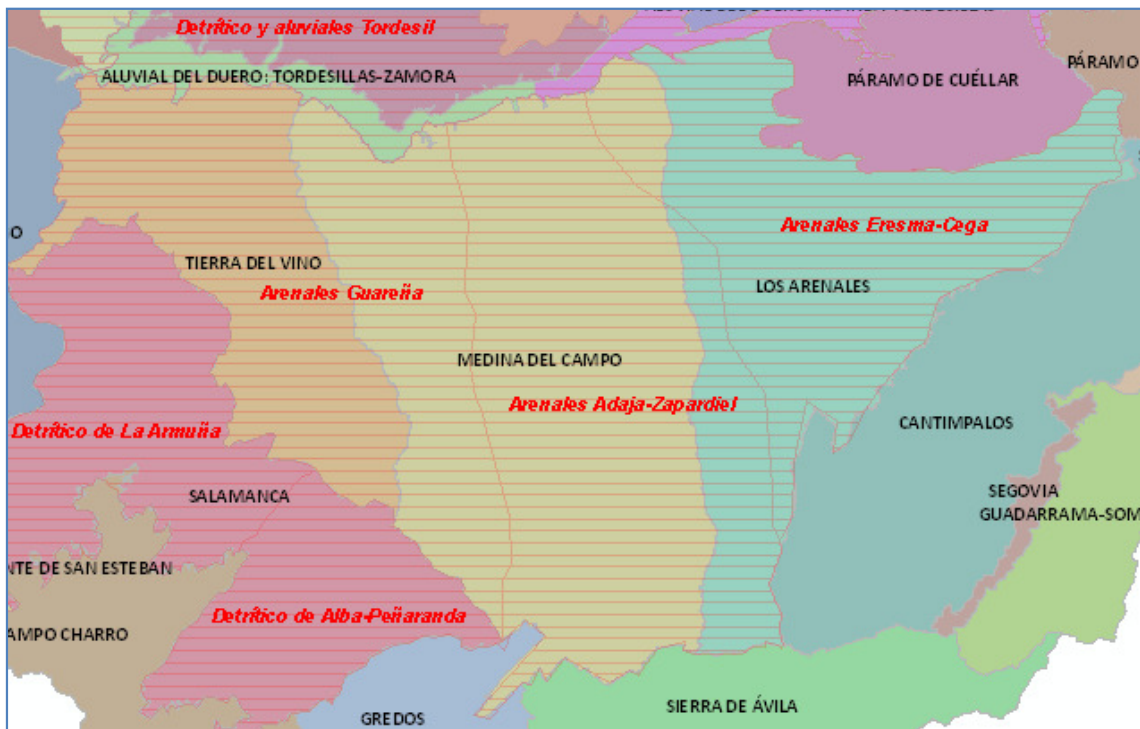 Detrítico y aluviales Tordesil
ALUVIAL DEL DUERO: TORDESILLAS-ZAMORA
PÁRAMO DE CUÉLLAR
PÁRAMO
Arenales Eresma-Cega
O
TIERRA DEL VINO
Arenales Guareña
LOS ARENALES
MEDINA DEL CAMPO
Arenales Adaja-Zapardiel
Detrítico de La Armuña
CANTIMPALOS
SALAMANCA
SEGOVIA
GUADARRAMA-SOM
NTE DE SAN ESTEBAN
Detrítico de Alba-Peñaranda
AMPO CHARRO
SIERRA DE ÁVILA
GREDOS